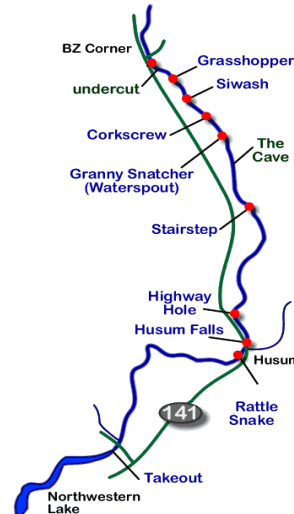 BZ Corner
Grasshopper
undercut
Siwash
Corkscrew
The
Cave
Granny Snatcher
(Waterspout)
Stairstep
Highway
Hole
Husum Falls
Husum
Rattle
Snake
141
Takeout
Northwestern
Lake